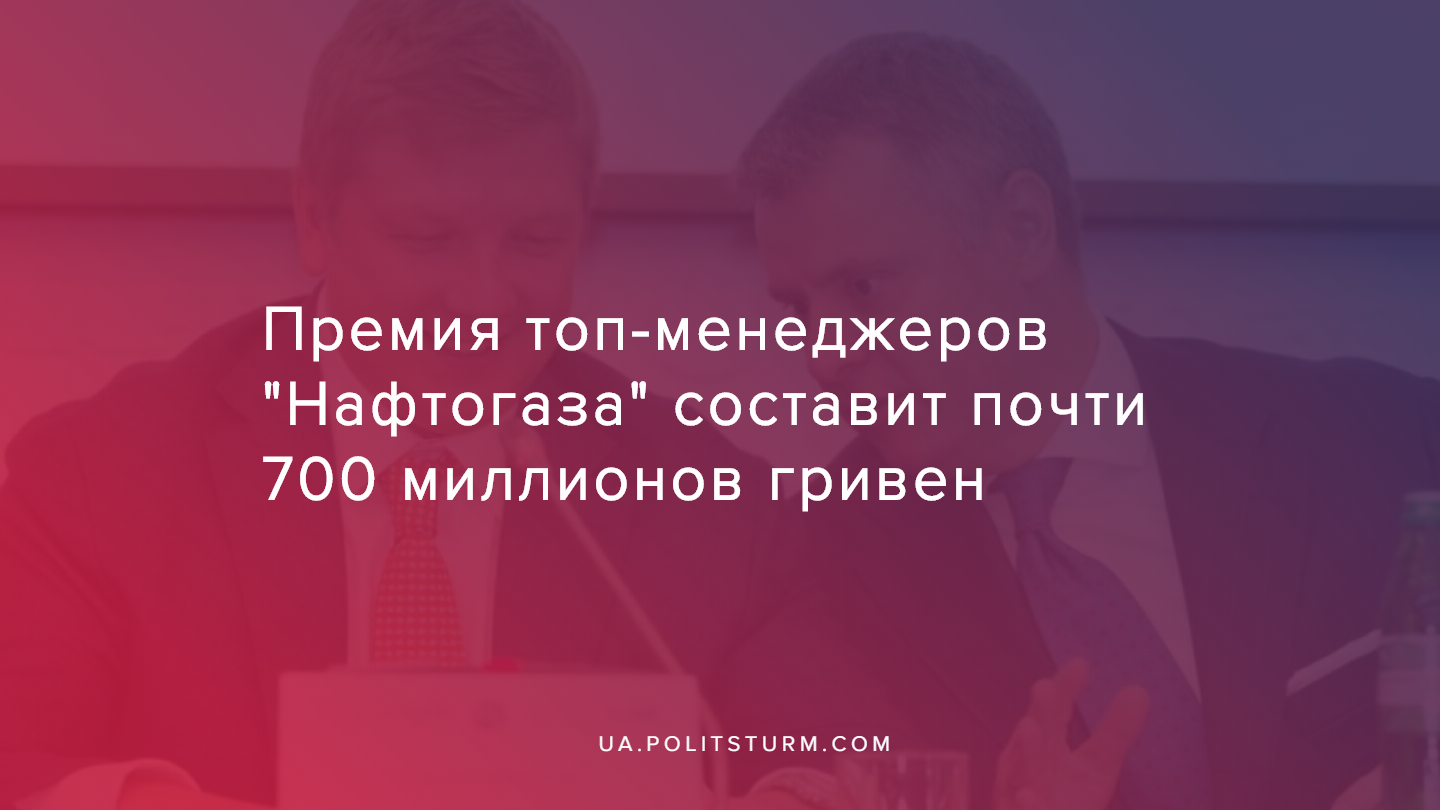 Премия топ-менеджеров
"Нафтогаза" составит почти
700 миллионов гривен
UA.POLITSTURM.COM